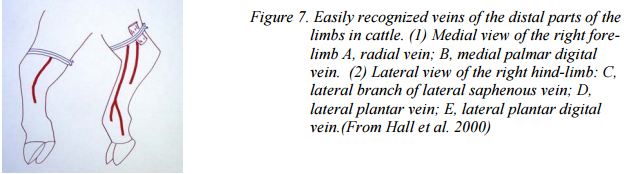 Figure 7. Easily recognized veins of the distal parts of the
limbs in cattle. (1) Medial view of the right fore-
limb A, radial vein; B, medial palmar digital
vein. (2) Lateral view of the right hind-limb: C,
lateral branch of lateral saphenous vein; D,
lateral plantar vein; E, lateral plantar digital
vein.(From Hall et al. 2000)